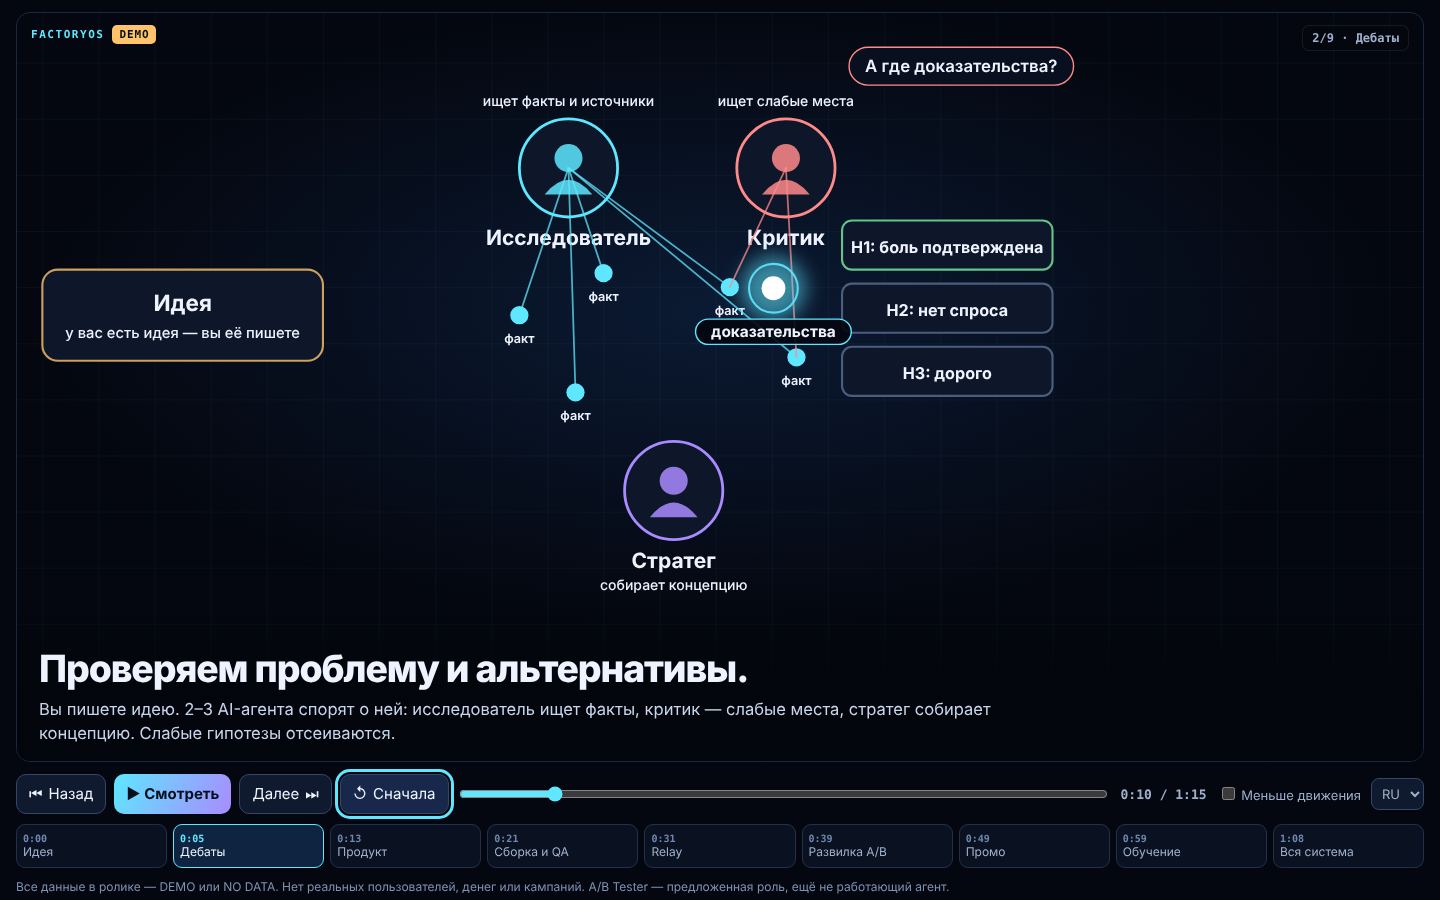 FACTORYOS DEMO
2/9 · Дебаты
А где доказательства?
ищет факты и источники
ищет слабые места
Исследователь
Критик
Идея
у вас есть идея — вы её пишете
H1: боль подтверждена
H2: нет спроса
H3: дорого
факт
факт
факт
доказательства
факт
факт
Стратег
собирает концепцию
Проверяем проблему и альтернативы.
Вы пишете идею. 2–3 AI-агента спорят о ней: исследователь ищет факты, критик — слабые места, стратег собирает
концепцию. Слабые гипотезы отсеиваются.
⏮ Назад
▶ Смотреть
Далее ⏭
↺ Сначала
0:10 / 1:15
Меньше движения
RU
0:00
Идея
0:05
Дебаты
0:13
Продукт
0:21
Сборка и QA
0:31
Relay
0:39
Развилка A/B
0:49
Промо
0:59
Обучение
1:08
Вся система
Все данные в ролике — DEMO или NO DATA. Нет реальных пользователей, денег или кампаний. A/B Tester — предложенная роль, ещё не работающий агент.